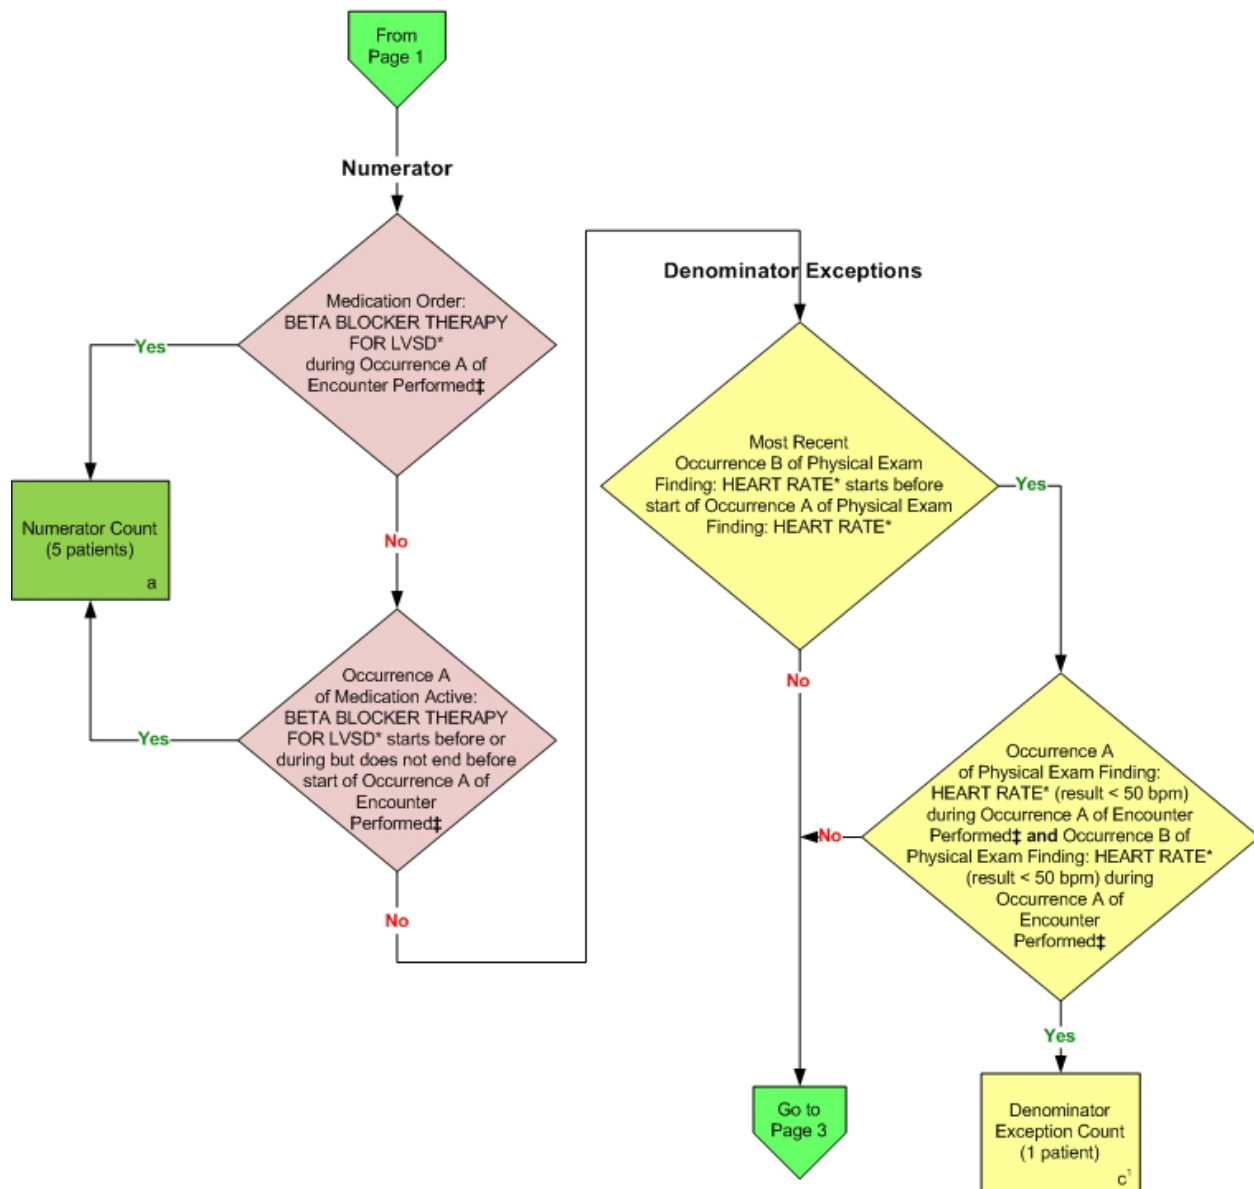 From
Page 1
Numerator
Medication Order:
BETA BLOCKER THERAPY
FOR LVSD*
during Occurrence A of
Encounter Performed‡
Yes
Numerator Count
(5 patients)
a
No
Occurrence A
of Medication Active:
BETA BLOCKER THERAPY
FOR LVSD* starts before or
during but does not end before
start of Occurrence A of
Encounter
Performed‡
Yes
No
Denominator Exceptions
Most Recent
Occurrence B of Physical Exam
Finding: HEART RATE* starts before
start of Occurrence A of Physical Exam
Finding: HEART RATE*
Yes
No
Occurrence A
of Physical Exam Finding:
HEART RATE* (result < 50 bpm)
during Occurrence A of Encounter
Performed‡ and Occurrence B of
Physical Exam Finding: HEART RATE*
(result < 50 bpm) during
Occurrence A of
Encounter
Performed‡
No
Yes
Go to
Page 3
Denominator
Exception Count
(1 patient)
c¹